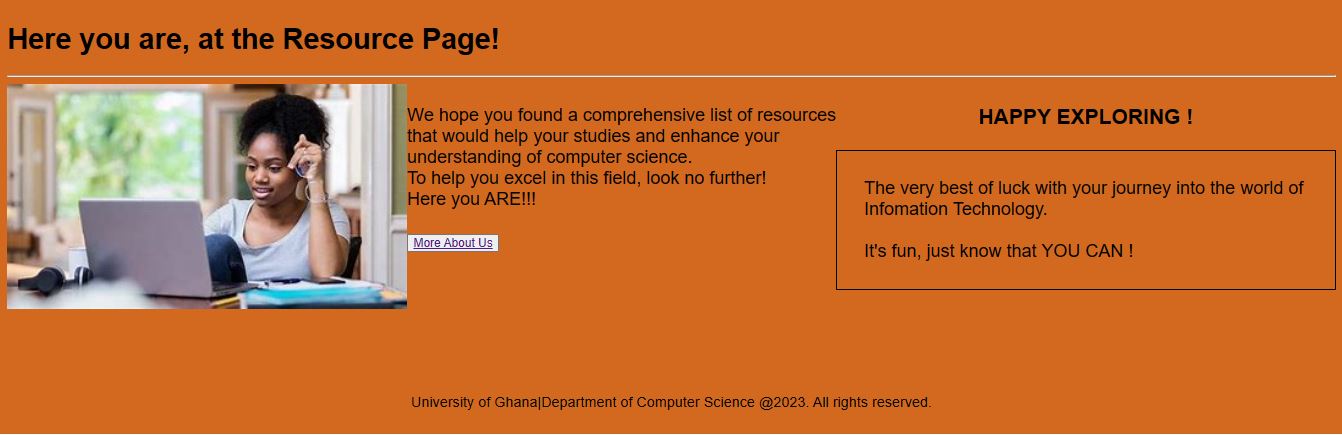 Here you are, at the Resource Page!
We hope you found a comprehensive list of resources
that would help your studies and enhance your
understanding of computer science.
To help you excel in this field, look no further!
Here you ARE!!!
More About Us
HAPPY EXPLORING !
The very best of luck with your journey into the world of
Infomation Technology.
It's fun, just know that YOU CAN !
University of Ghana|Department of Computer Science @2023. All rights reserved.